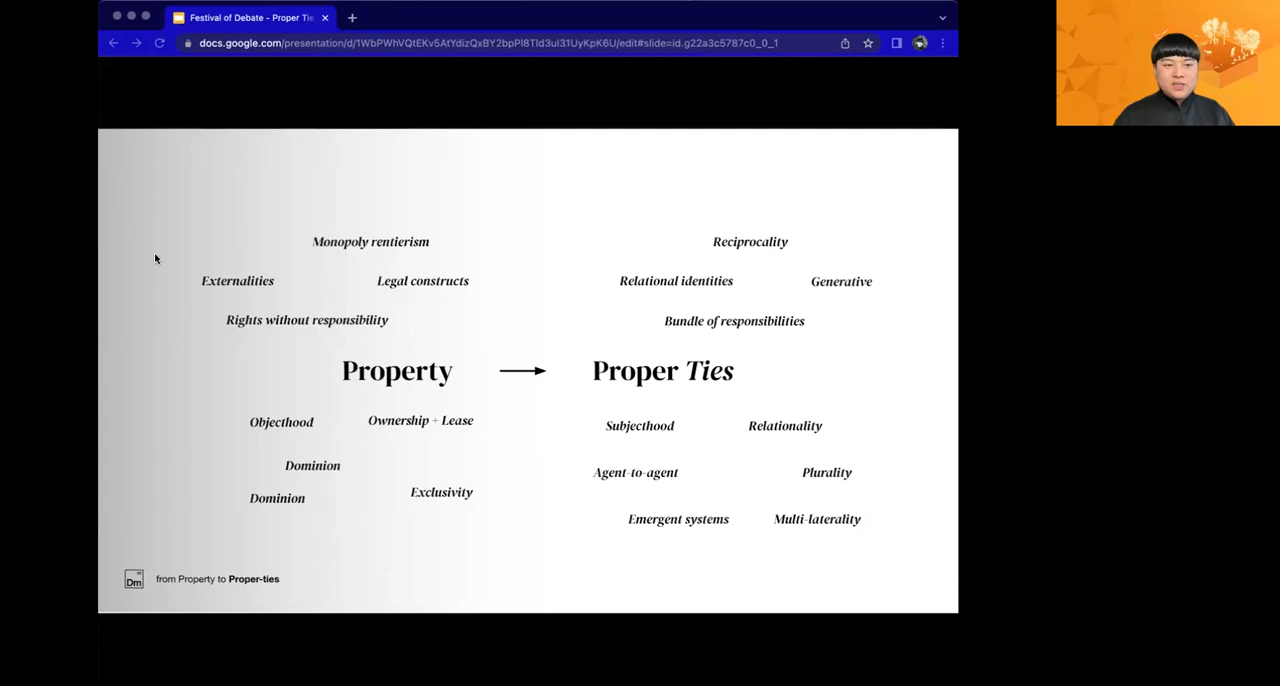 Festival of Debate - Proper Tie
docs.google.com/presentation/d/1WbPWhVQtEKv5AtYdizQxBY2bpPI8Tld3ul31UyKpK6U/edit#slide=id.g22a3c5787c0_0_1
Monopoly rentierism
Reciprocality
Externalities
Legal constructs
Relational identities
Generative
Rights without responsibility
Bundle of responsibilities
Property
Proper Ties
Objecthood
Ownership + Lease
Subjecthood
Relationality
Dominion
Agent-to-agent
Plurality
Dominion
Exclusivity
Emergent systems
Multi-laterality
Dm
from Property to Proper-ties